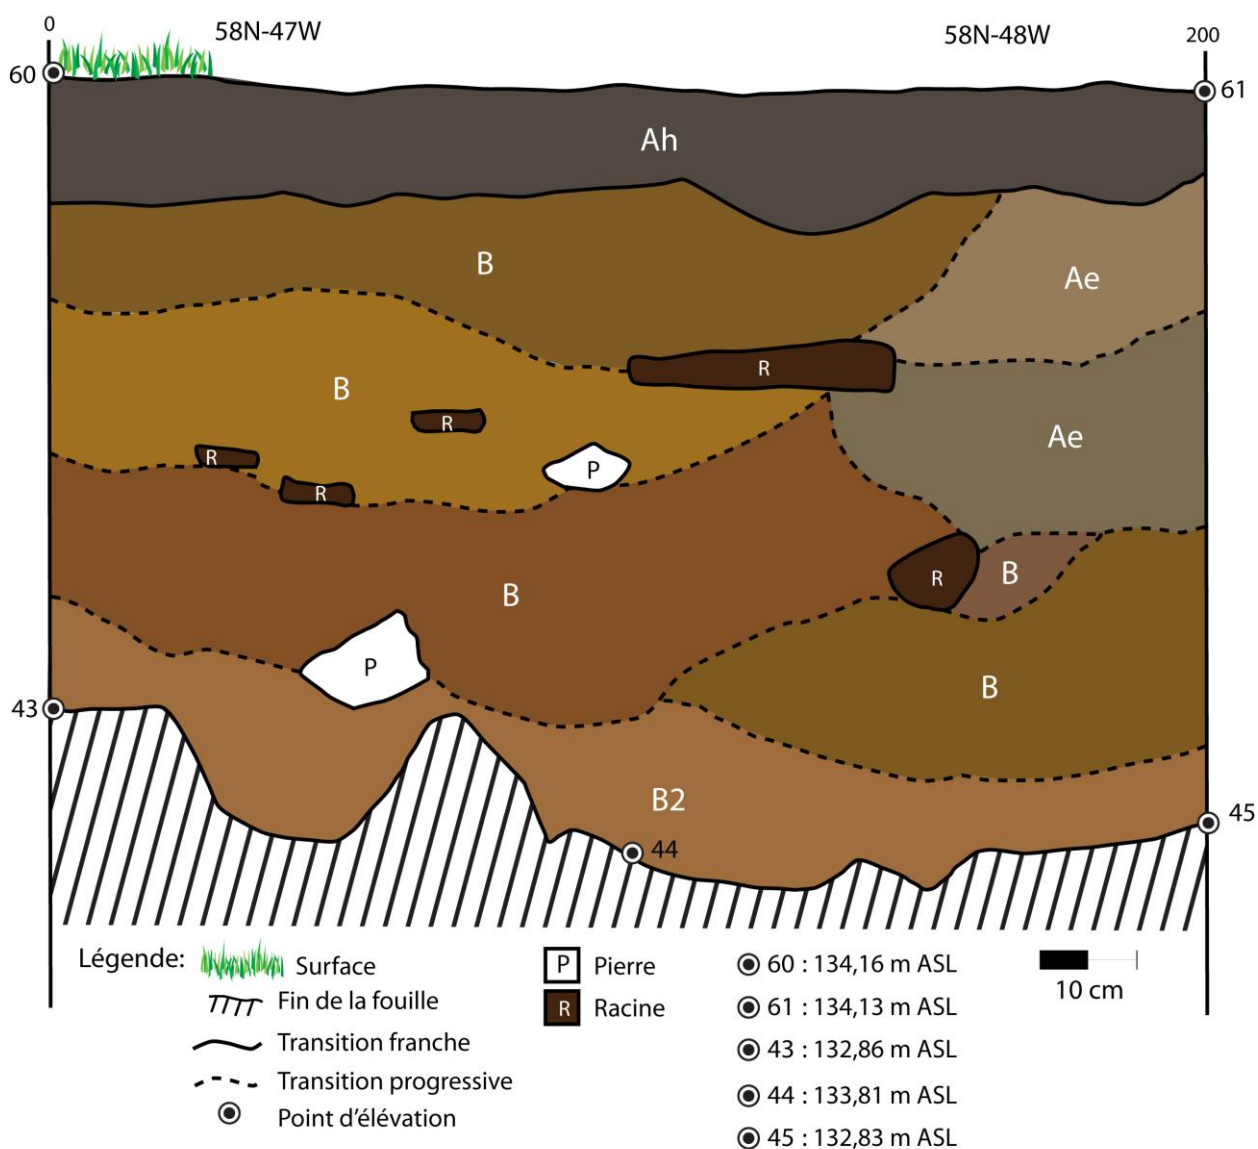 0
58N-47W
58N-48W
200
60
61
Ah
B
Ae
R
B
R
Ae
R
P
R
B
R
B
P
B
43
B2
45
44
Légende:
Surface
Fin de la fouille
Transition franche
Transition progressive
Point d'élévation
P Pierre
R Racine
60 : 134,16 m ASL
61 : 134,13 m ASL
43 : 132,86 m ASL
44 : 133,81 m ASL
45 : 132,83 m ASL
10 cm